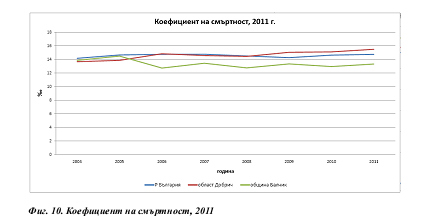 Коефициент на смъртност, 2011 г.
18
16
14
12
10
8
6
4
2
0
‰
2004 2005 2006 2007 2008 2009 2010 2011
година
Р България област Добрич община Балчик
Фиг. 10. Коефициент на смъртност, 2011